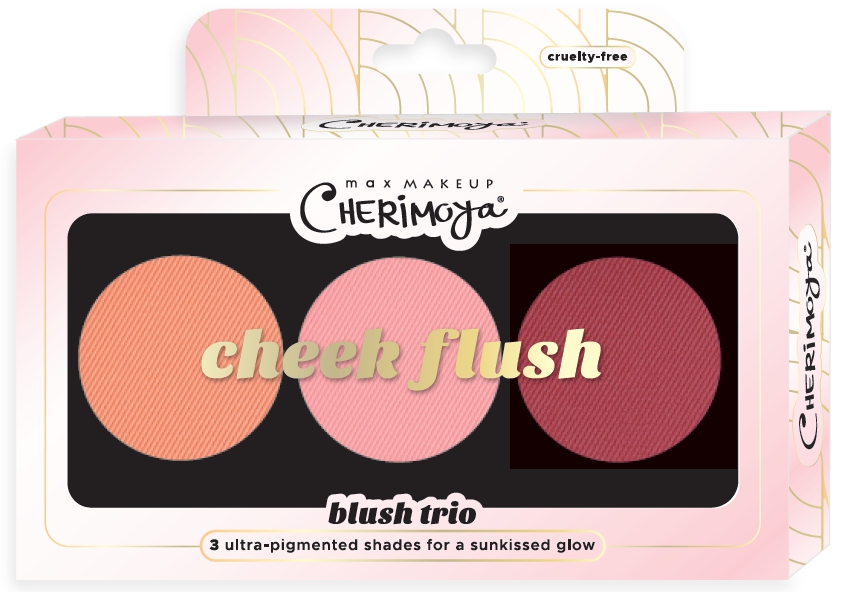 cruelty-free
CHERIMOYA
max MAKEUP
CHERIMOYA®
cheek flush
CHERIMOYA
blush trio
3 ultra-pigmented shades for a sunkissed glow